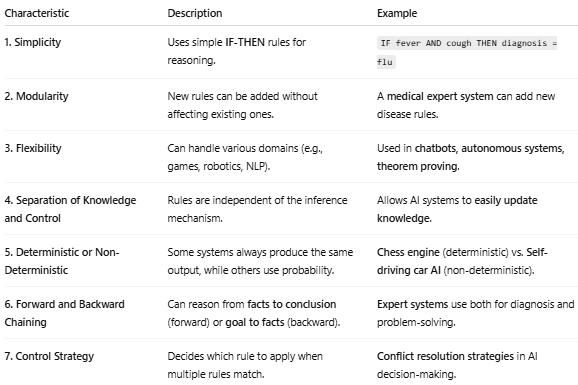 Characteristic Description Example
1. Simplicity Uses simple IF-THEN rules for reasoning. IF fever AND cough THEN diagnosis = flu
2. Modularity New rules can be added without affecting existing ones. A medical expert system can add new disease rules.
3. Flexibility Can handle various domains (e.g., games, robotics, NLP). Used in chatbots, autonomous systems, theorem proving.
4. Separation of Knowledge and Control Rules are independent of the inference mechanism. Allows AI systems to easily update knowledge.
5. Deterministic or Non-Deterministic Some systems always produce the same output, while others use probability. Chess engine (deterministic) vs. Self-driving car AI (non-deterministic).
6. Forward and Backward Chaining Can reason from facts to conclusion (forward) or goal to facts (backward). Expert systems use both for diagnosis and problem-solving.
7. Control Strategy Decides which rule to apply when multiple rules match. Conflict resolution strategies in AI decision-making.